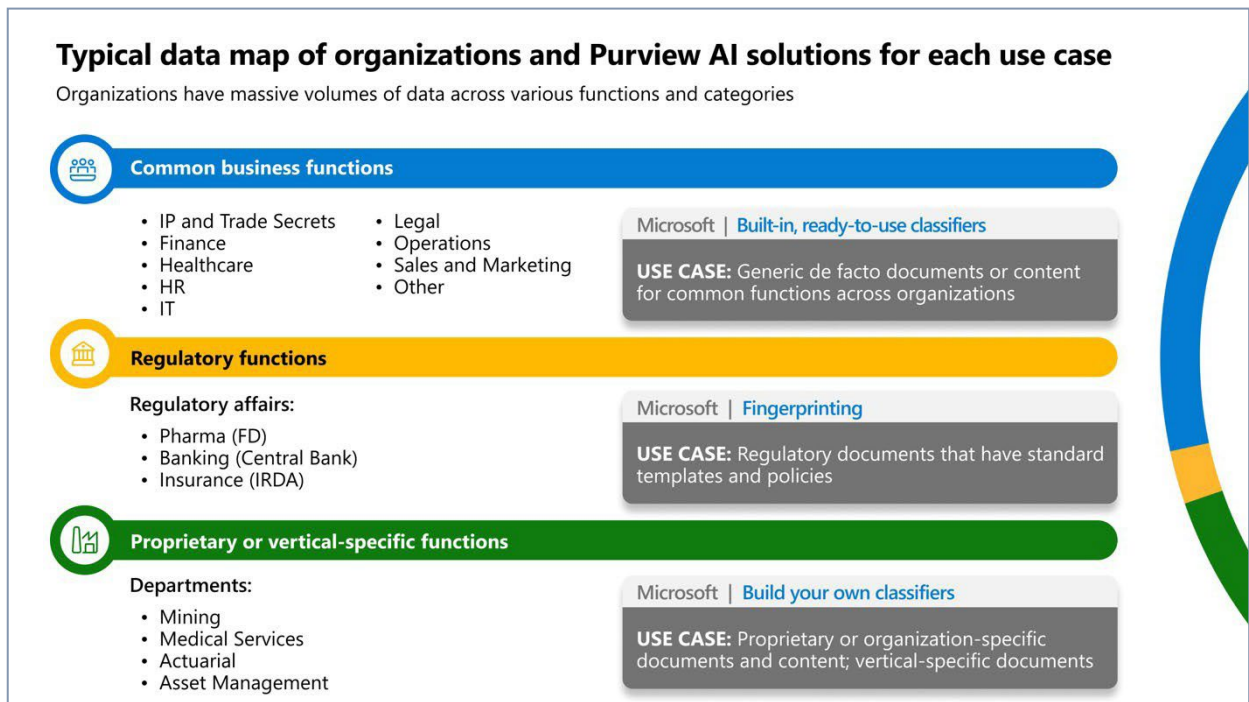 Typical data map of organizations and Purview AI solutions for each use case
Organizations have massive volumes of data across various functions and categories
Common business functions
• IP and Trade Secrets
• Finance
• Healthcare
• HR
• IT
• Legal
• Operations
• Sales and Marketing
• Other
Microsoft | Built-in, ready-to-use classifiers
USE CASE: Generic de facto documents or content
for common functions across organizations
Regulatory functions
Regulatory affairs:
• Pharma (FD)
• Banking (Central Bank)
• Insurance (IRDA)
Microsoft | Fingerprinting
USE CASE: Regulatory documents that have standard
templates and policies
Proprietary or vertical-specific functions
Departments:
• Mining
• Medical Services
• Actuarial
• Asset Management
Microsoft | Build your own classifiers
USE CASE: Proprietary or organization-specific
documents and content; vertical-specific documents